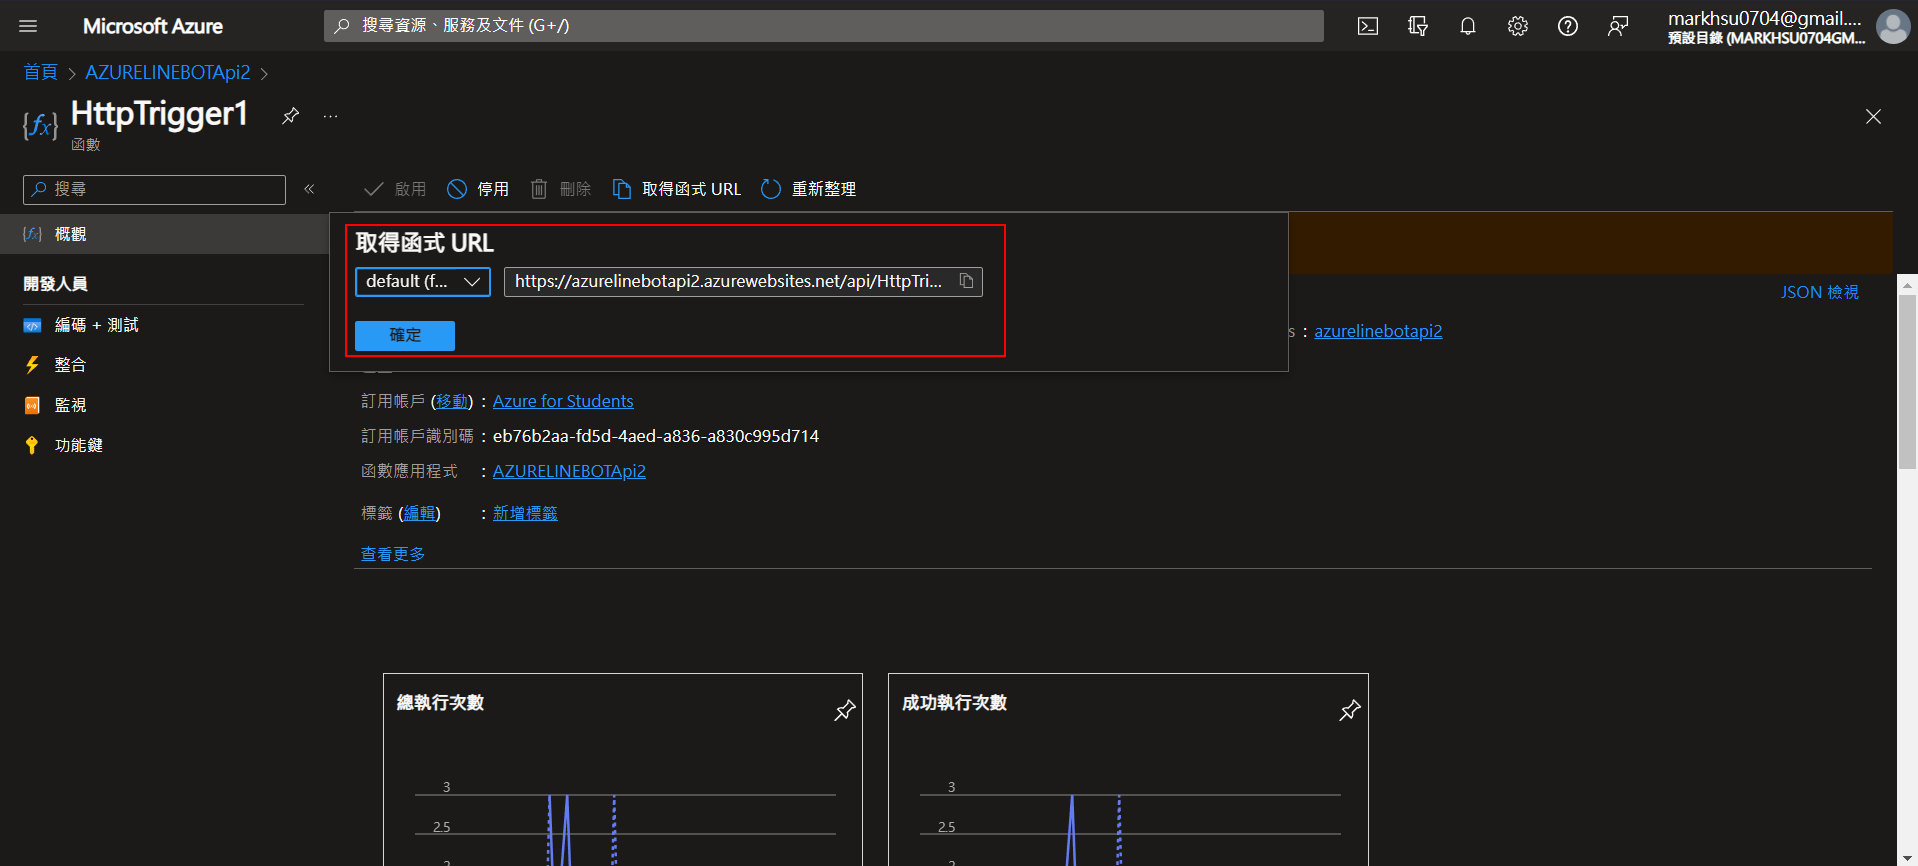 Microsoft Azure
搜尋資源、服務及文件 (G+/)
markhsu0704@gmail....
預設目錄 (MARKHSU0704GM...
首頁 > AZURELINEBOTApi2 >
{fx}
HttpTrigger1
...
函數
搜尋
«
啟用
停用
刪除
取得函式 URL
重新整理
{fx} 概觀
開發人員
編碼 + 測試
整合
監視
功能鍵
取得函式 URL
default (f...
https://azurelinebotapi2.azurewebsites.net/api/HttpTri...
確定
JSON 檢視
s : azurelinebotapi2
訂用帳戶 (移動) : Azure for Students
訂用帳戶識別碼 : eb76b2aa-fd5d-4aed-a836-a830c995d714
函數應用程式 : AZURELINEBOTApi2
標籤 (編輯) : 新增標籤
查看更多
總執行次數
3
2.5
成功執行次數
3
2.5